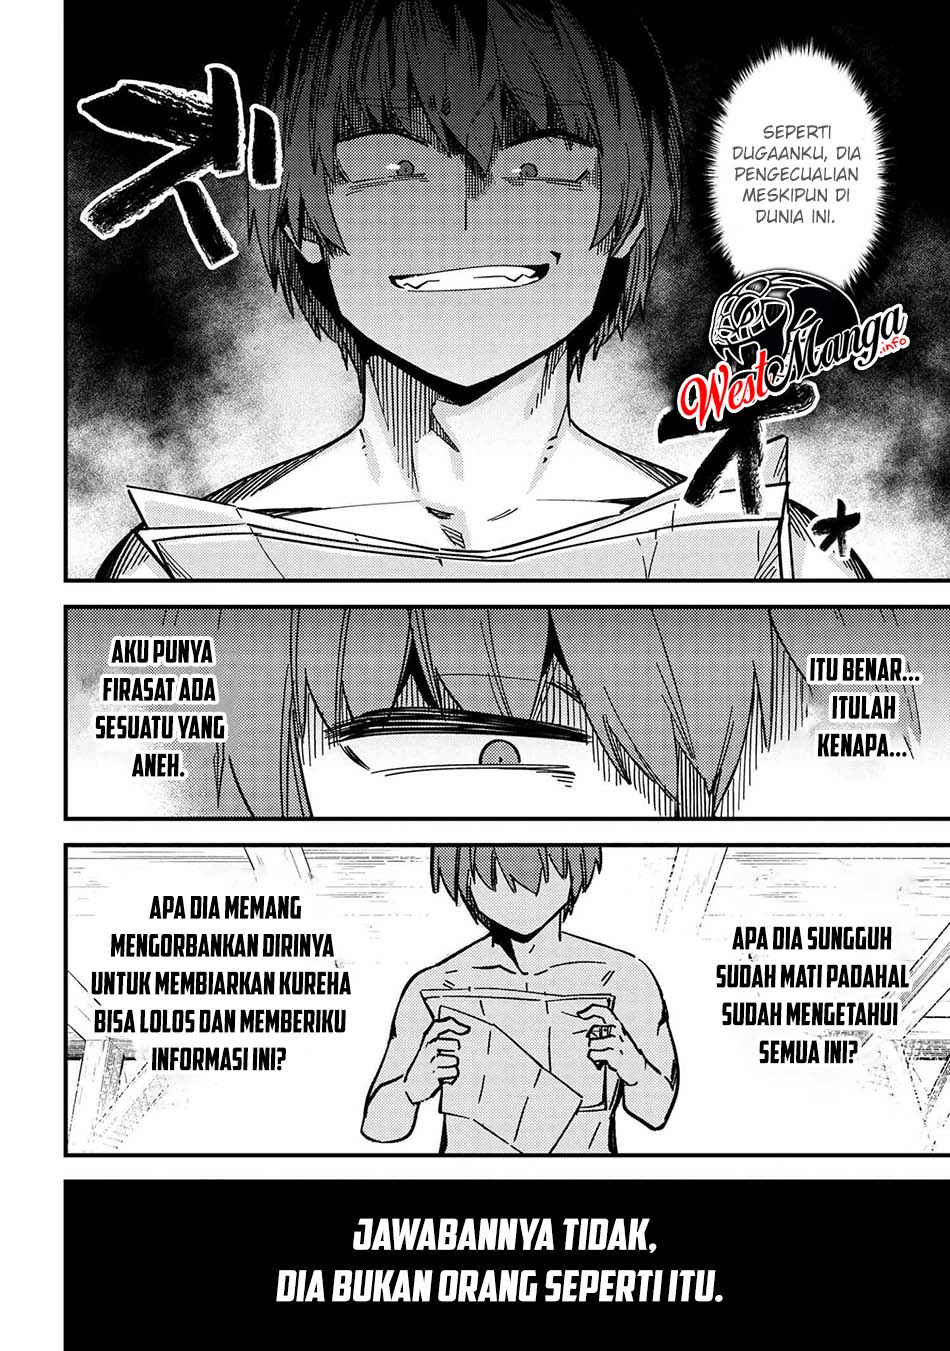 SEPERTI
DUGAANKU, DIA
PENGECUALIAN
MESKIPUN DI
DUNIA INI.
WestManga
.info
ITU BENAR...
ITULAH
KENAPA...
AKU PUNYA
FIRASAT ADA
SESUATU YANG
ANEH.
APA DIA SUNGGUH
SUDAH MATI PADAHAL
SUDAH MENGETAHUI
SEMUA INI?
APA DIA MEMANG
MENGORBANKAN DIRINYA
UNTUK MEMBIARKAN KUREHA
BISA LOLOS DAN MEMBERIKU
INFORMASI INI?
JAWABANNYA TIDAK,
DIA BUKAN ORANG SEPERTI ITU.